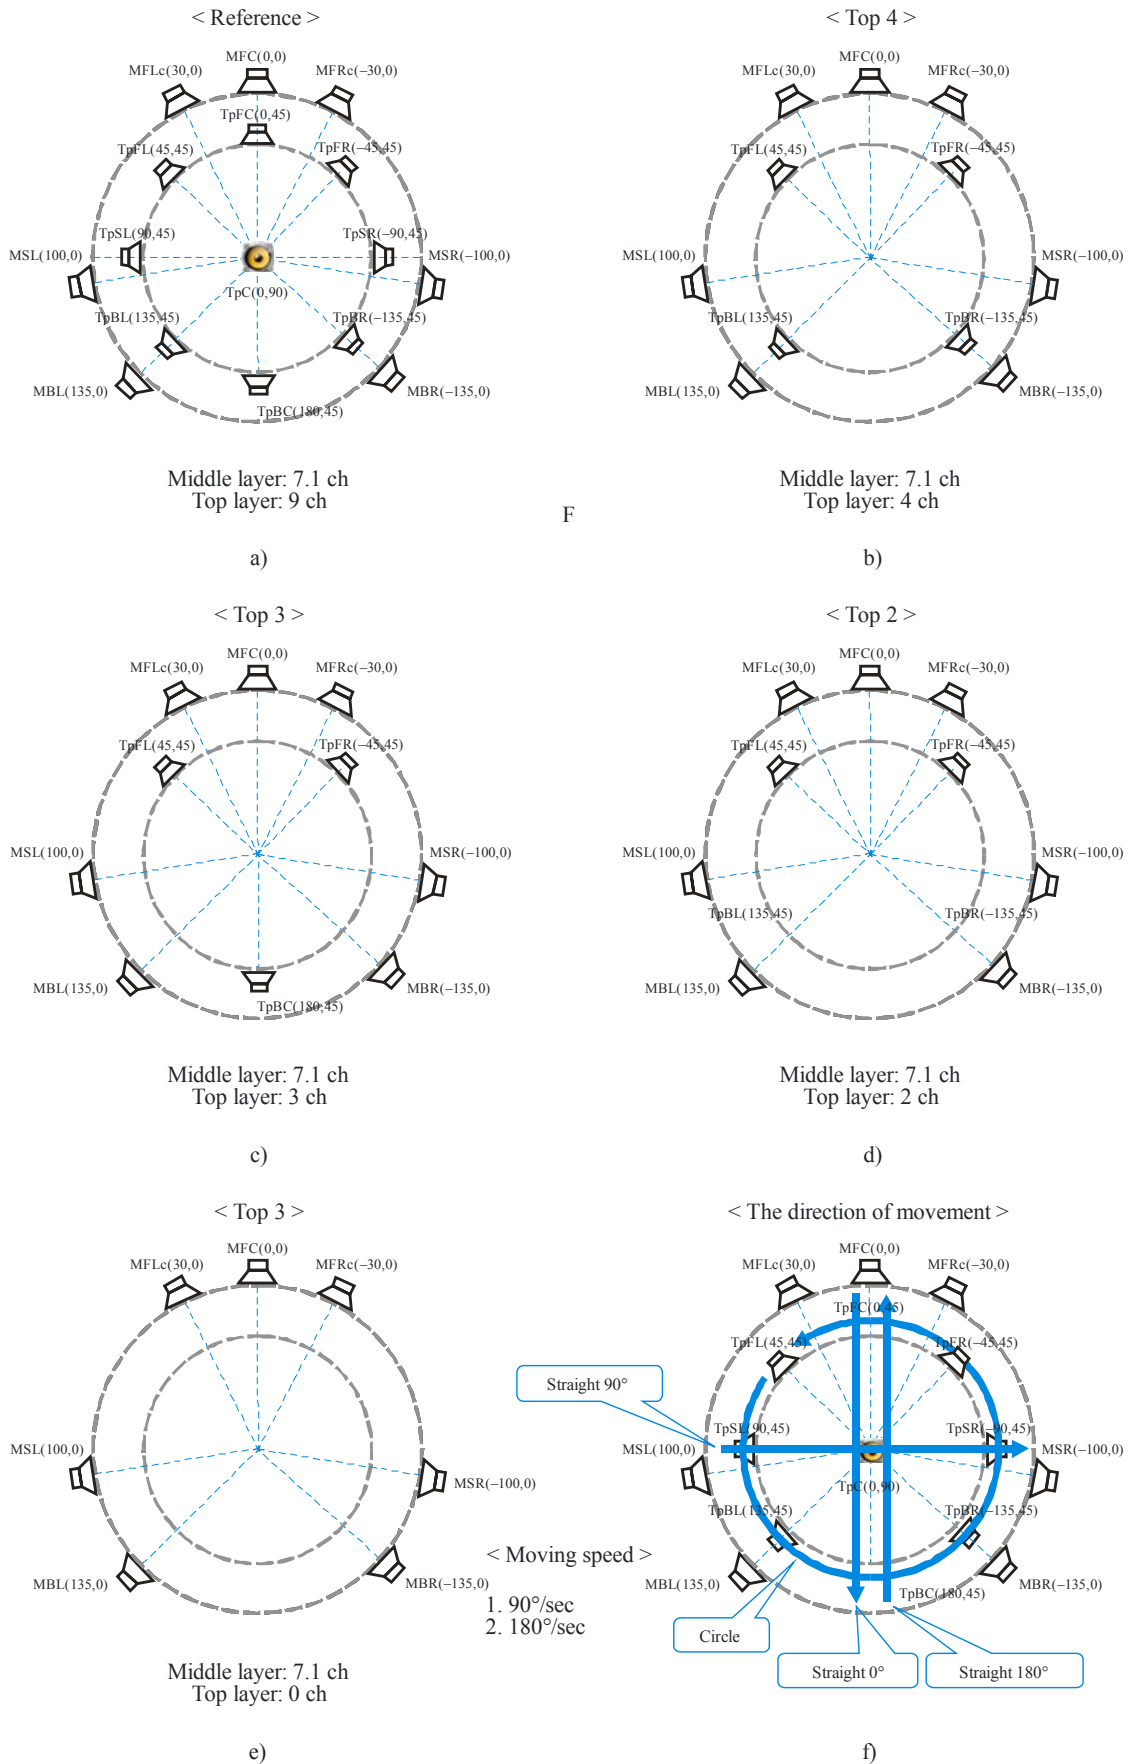 < Reference >
MFC(0,0)
MFLc(30,0)
MFRc(−30,0)
TpFC(0,45)
TpFL(45,45)
TpFR(−45,45)
TpSL(90,45)
TpSR(−90,45)
MSL(100,0)
MSR(−100,0)
TpC(0,90)
TpBL(135,45)
TpBR(−135,45)
MBL(135,0)
MBR(−135,0)
TpBC(180,45)
Middle layer: 7.1 ch
Top layer: 9 ch
a)
< Top 4 >
MFC(0,0)
MFLc(30,0)
MFRc(−30,0)
TpFL(45,45)
TpFR(−45,45)
MSL(100,0)
MSR(−100,0)
TpBL(135,45)
TpBR(−135,45)
MBL(135,0)
MBR(−135,0)
Middle layer: 7.1 ch
Top layer: 4 ch
F
b)
< Top 3 >
MFC(0,0)
MFLc(30,0)
MFRc(−30,0)
TpFL(45,45)
TpFR(−45,45)
MSL(100,0)
MSR(−100,0)
MBL(135,0)
MBR(−135,0)
TpBC(180,45)
Middle layer: 7.1 ch
Top layer: 3 ch
c)
< Top 2 >
MFC(0,0)
MFLc(30,0)
MFRc(−30,0)
TpFL(45,45)
TpFR(−45,45)
MSL(100,0)
MSR(−100,0)
TpBL(135,45)
TpBR(−135,45)
MBL(135,0)
MBR(−135,0)
Middle layer: 7.1 ch
Top layer: 2 ch
d)
< Top 3 >
MFC(0,0)
MFLc(30,0)
MFRc(−30,0)
MSL(100,0)
MSR(−100,0)
MBL(135,0)
MBR(−135,0)
Middle layer: 7.1 ch
Top layer: 0 ch
e)
< Moving speed >
1. 90°/sec
2. 180°/sec
< The direction of movement >
MFC(0,0)
MFLc(30,0)
MFRc(−30,0)
TpFC(0,45)
TpFL(45,45)
TpFR(−45,45)
Straight 90°
TpSL(90,45)
TpSR(−90,45)
MSL(100,0)
MSR(−100,0)
TpC(0,90)
TpBL(135,45)
TpBR(−135,45)
MBL(135,0)
MBR(−135,0)
TpBC(180,45)
Circle
Straight 0°
Straight 180°
f)